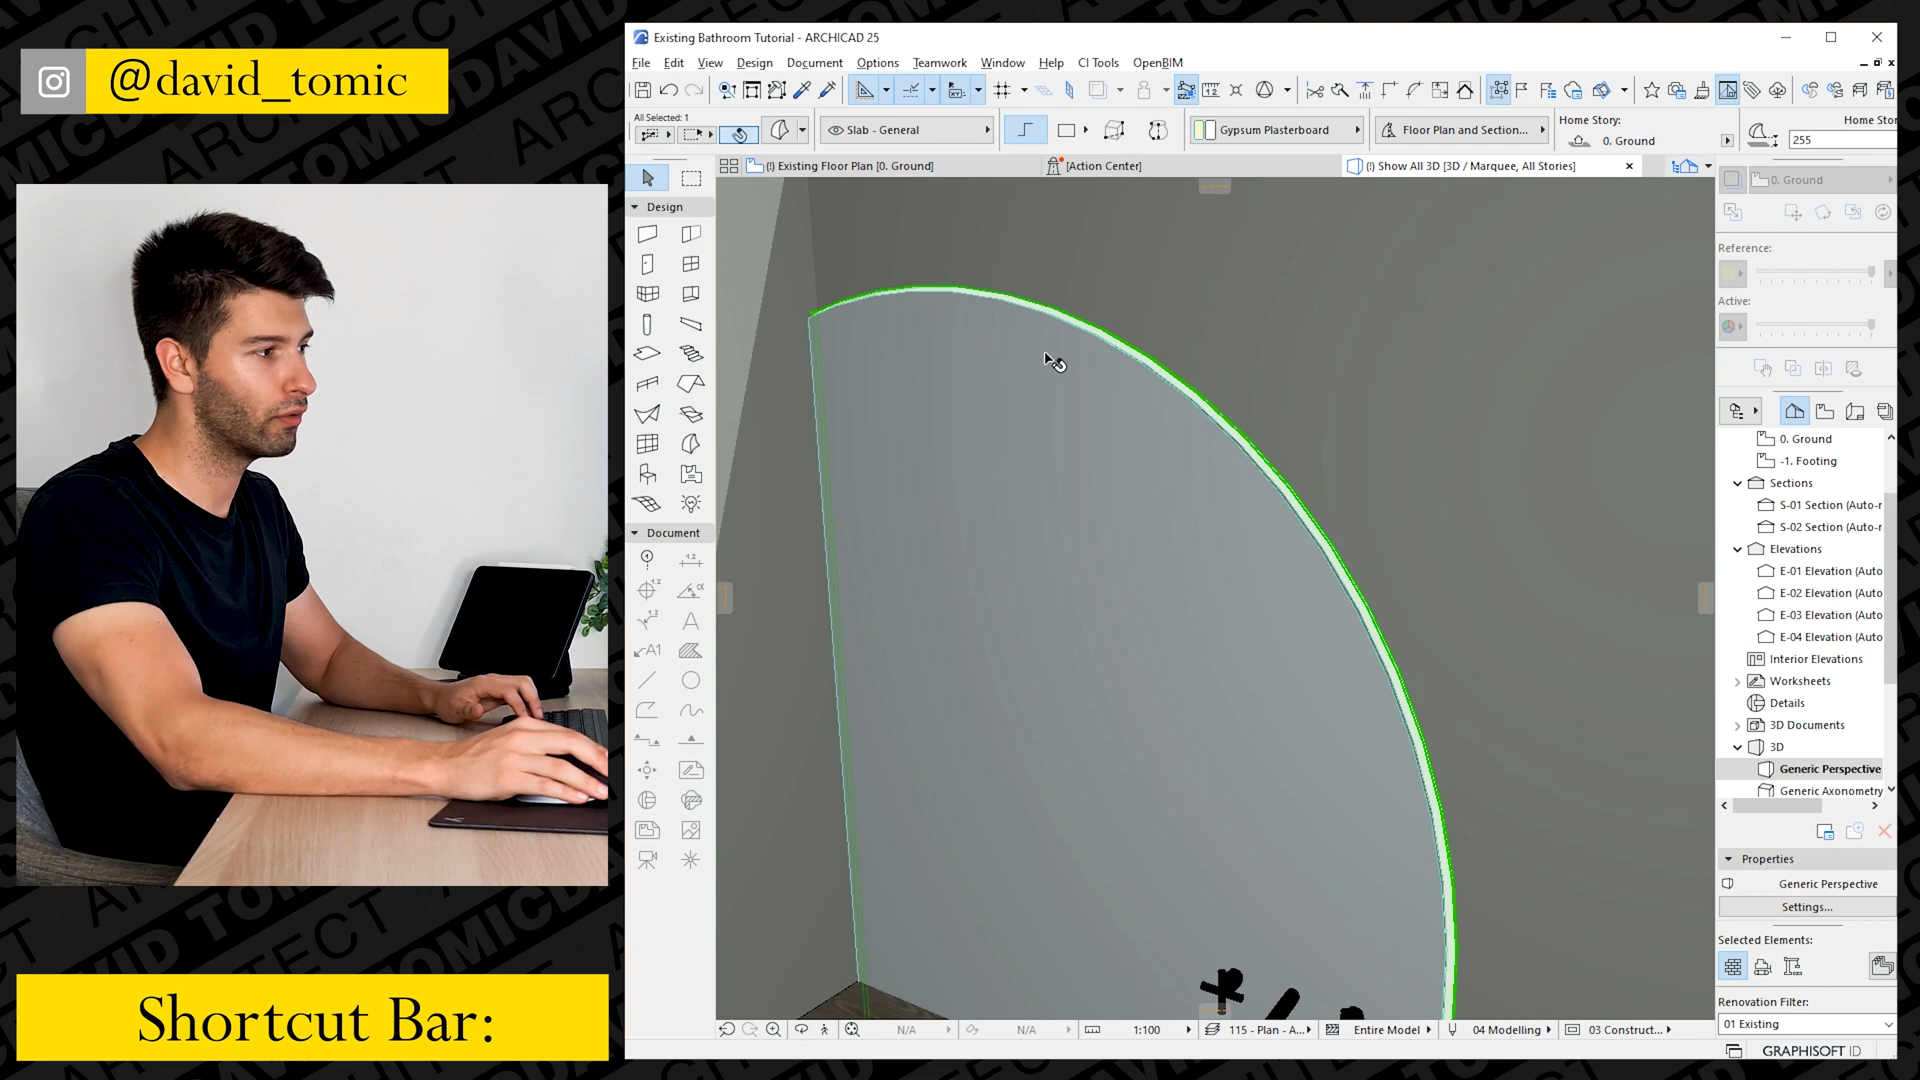 @david_tomic
Shortcut Bar:
Existing Bathroom Tutorial - ARCHICAD 25
File Edit View Design Document Options Teamwork Window Help CI Tools OpenBIM
All Selected: 1
Slab - General
Gypsum Plasterboard
Floor Plan and Section...
Home Story:
0. Ground
Home Stor
255
(!) Existing Floor Plan [0. Ground]
[Action Center]
(!) Show All 3D [3D / Marquee, All Stories]
Design
Document
0. Ground
Reference:
Active:
0. Ground
-1. Footing
Sections
S-01 Section (Auto-r
S-02 Section (Auto-r
Elevations
E-01 Elevation (Auto
E-02 Elevation (Auto
E-03 Elevation (Auto
E-04 Elevation (Auto
Interior Elevations
Worksheets
Details
3D Documents
3D
Generic Perspective
Generic Axonometry
Properties
Generic Perspective
Settings...
Selected Elements:
Renovation Filter:
01 Existing
N/A
N/A
1:100
115 - Plan - A...
Entire Model
04 Modelling
03 Construct...
GRAPHISOFT ID